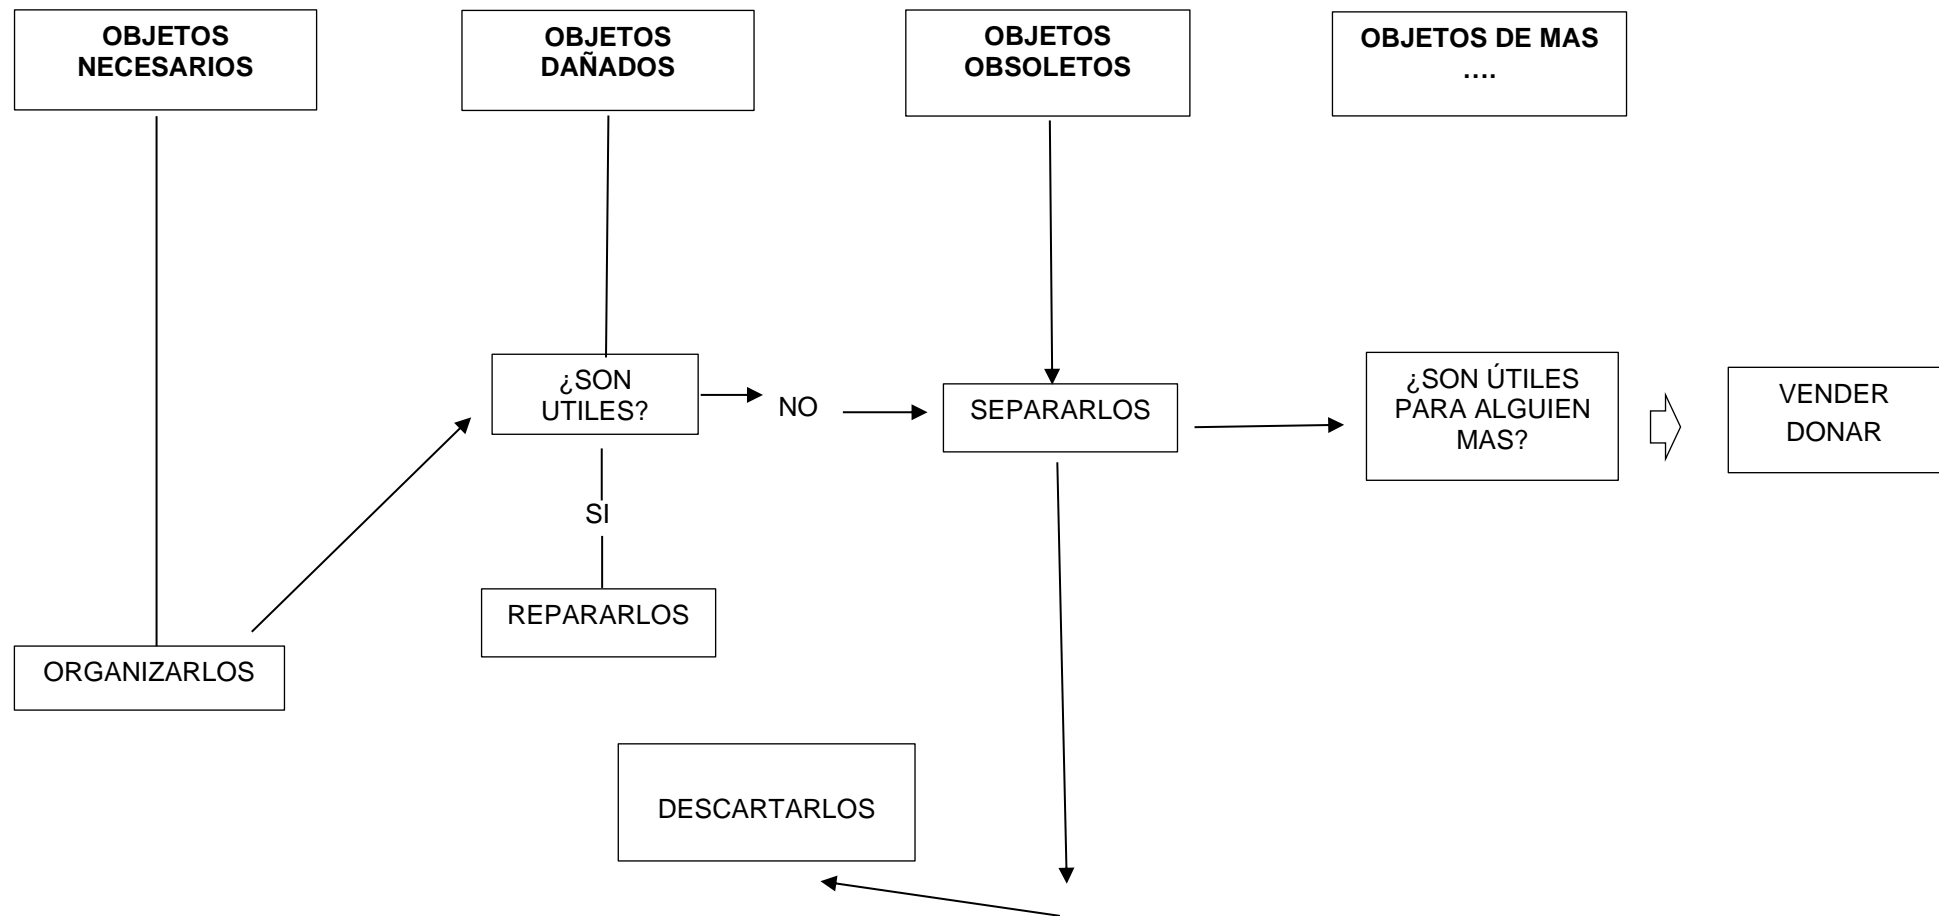 OBJETOS
NECESARIOS
OBJETOS
DAÑADOS
OBJETOS
OBSOLETOS
OBJETOS DE MAS
....
¿SON
UTILES?
NO
SEPARARLOS
¿SON ÚTILES
PARA ALGUIEN
MAS?
VENDER
DONAR
SI
REPARARLOS
ORGANIZARLOS
DESCARTARLOS